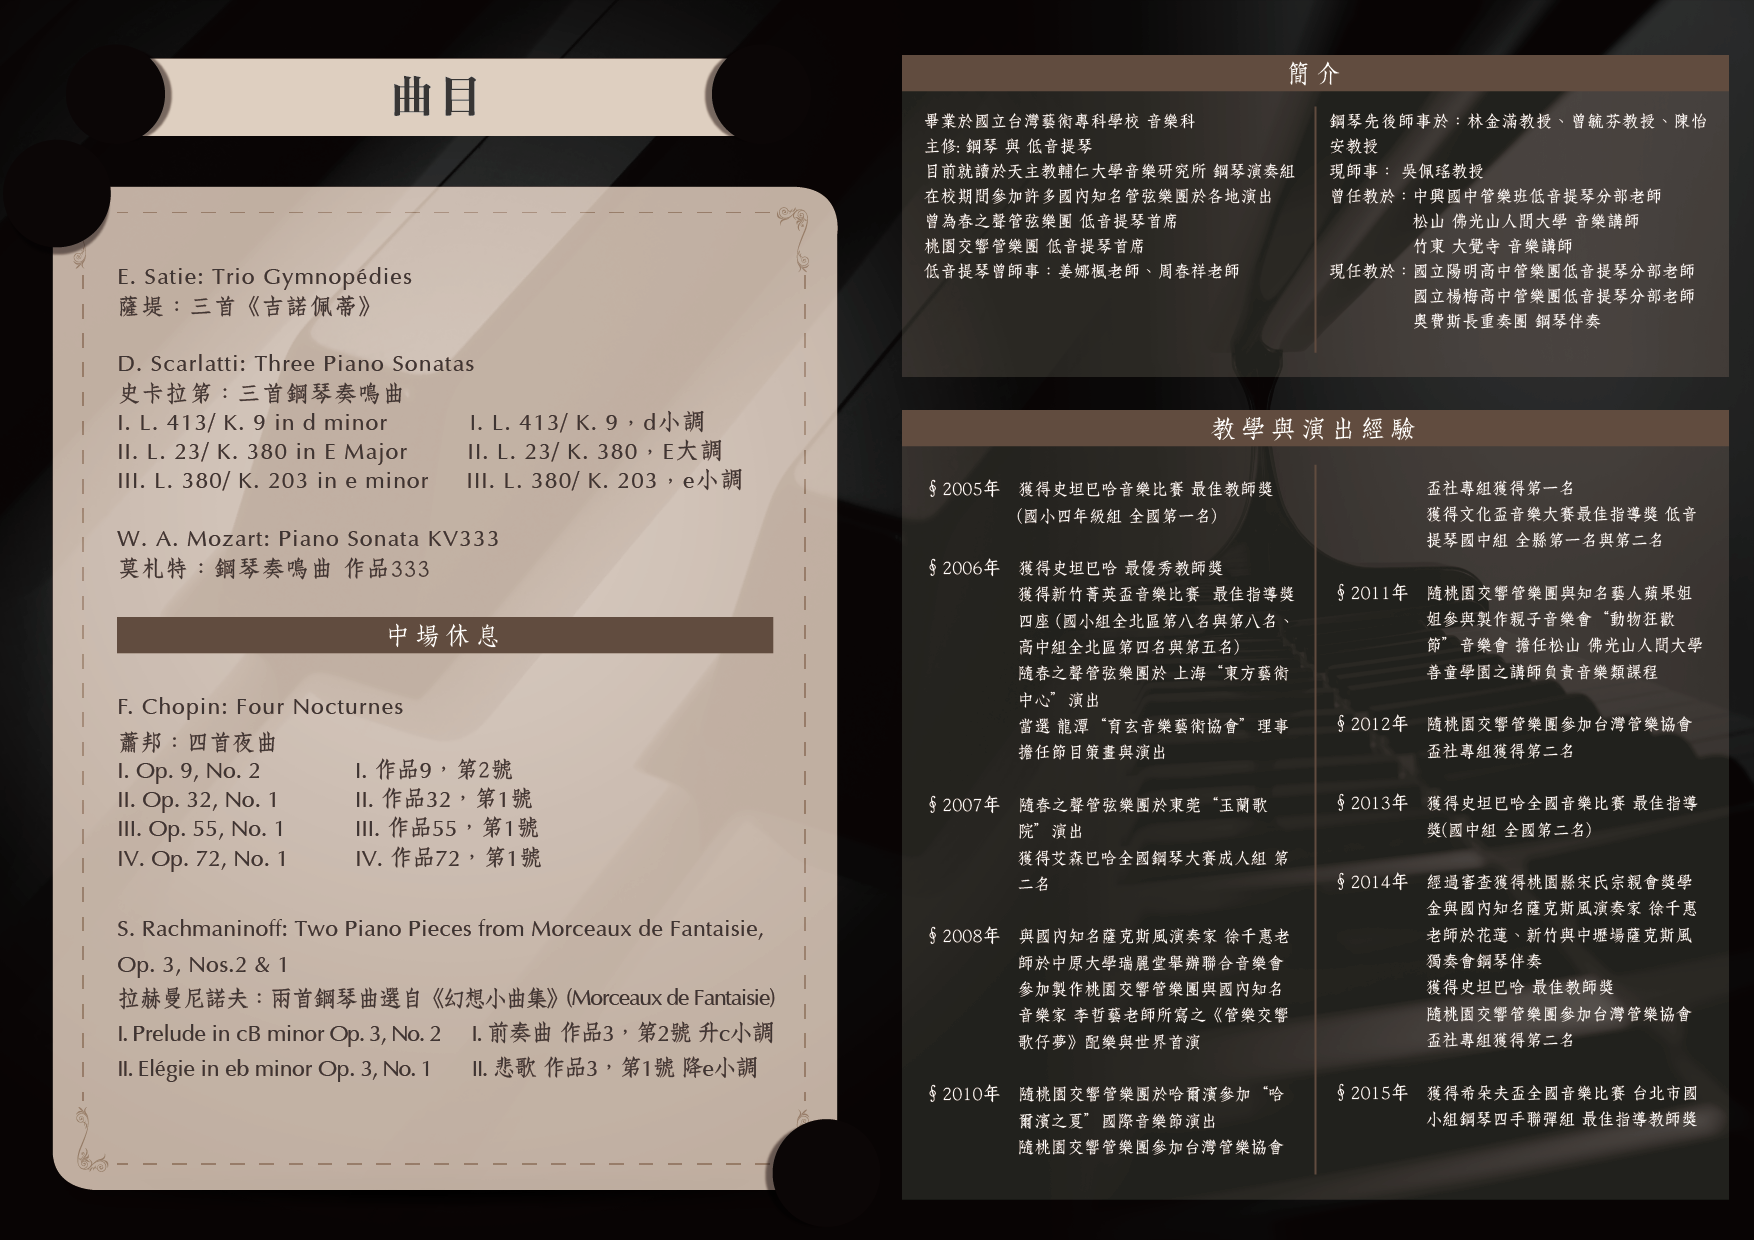 曲目
E. Satie: Trio Gymnopédies
薩堤：三首《吉諾佩蒂》
D. Scarlatti: Three Piano Sonatas
史卡拉第：三首鋼琴奏鳴曲
I. L. 413/ K. 9 in d minor I. L. 413/ K. 9，d小調
II. L. 23/ K. 380 in E Major II. L. 23/ K. 380，E大調
III. L. 380/ K. 203 in e minor III. L. 380/ K. 203，e小調
W. A. Mozart: Piano Sonata KV333
莫札特：鋼琴奏鳴曲 作品333
中場休息
F. Chopin: Four Nocturnes
蕭邦：四首夜曲
I. Op. 9, No. 2 I. 作品9，第2號
II. Op. 32, No. 1 II. 作品32，第1號
III. Op. 55, No. 1 III. 作品55，第1號
IV. Op. 72, No. 1 IV. 作品72，第1號
S. Rachmaninoff: Two Piano Pieces from Morceaux de Fantaisie,
Op. 3, Nos.2 & 1
拉赫曼尼諾夫：兩首鋼琴曲選自《幻想小曲集》(Morceaux de Fantaisie)
I. Prelude in cB minor Op. 3, No. 2 I. 前奏曲 作品3，第2號 升c小調
II. Elégie in eb minor Op. 3, No. 1 II. 悲歌 作品3，第1號 降e小調
簡介
畢業於國立台灣藝術專科學校 音樂科
主修: 鋼琴 與 低音提琴
目前就讀於天主教輔仁大學音樂研究所 鋼琴演奏組
在校期間參加許多國內知名管弦樂團於各地演出
曾為春之聲管弦樂團 低音提琴首席
桃園交響管樂團 低音提琴首席
低音提琴曾師事：姜娜楓老師、周春祥老師
鋼琴先後師事於：林金滿教授、曾毓芬教授、陳怡
安教授
現師事： 吳佩瑤教授
曾任教於：中興國中管樂班低音提琴分部老師
松山 佛光山人間大學 音樂講師
竹東 大覺寺 音樂講師
現任教於：國立陽明高中管樂團低音提琴分部老師
國立楊梅高中管樂團低音提琴分部老師
奧費斯長重奏團 鋼琴伴奏
教學與演出經驗
§2005年 獲得史坦巴哈音樂比賽 最佳教師獎
(國小四年級組 全國第一名)
§2006年 獲得史坦巴哈 最優秀教師獎
獲得新竹菁英盃音樂比賽 最佳指導獎
四座 (國小組全北區第八名與第八名、
高中組全北區第四名與第五名)
隨春之聲管弦樂團於 上海“東方藝術
中心”演出
當選 龍潭“育玄音樂藝術協會”理事
擔任節目策畫與演出
§2007年 隨春之聲管弦樂團於東莞“玉蘭歌
院”演出
獲得艾森巴哈全國鋼琴大賽成人組 第
二名
§2008年 與國內知名薩克斯風演奏家 徐千惠老
師於中原大學瑞麗堂舉辦聯合音樂會
參加製作桃園交響管樂團與國內知名
音樂家 李哲藝老師所寫之《管樂交響
歌仔夢》配樂與世界首演
§2010年 隨桃園交響管樂團於哈爾濱參加“哈
爾濱之夏”國際音樂節演出
隨桃園交響管樂團參加台灣管樂協會
盃社專組獲得第一名
獲得文化盃音樂大賽最佳指導獎 低音
提琴國中組 全縣第一名與第二名
§2011年 隨桃園交響管樂團與知名藝人蘋果姐
姐參與製作親子音樂會“動物狂歡
節”音樂會 擔任松山 佛光山人間大學
善童學園之講師負責音樂類課程
§2012年 隨桃園交響管樂團參加台灣管樂協會
盃社專組獲得第二名
§2013年 獲得史坦巴哈全國音樂比賽 最佳指導
獎(國中組 全國第二名)
§2014年 經過審查獲得桃園縣宋氏宗親會獎學
金與國內知名薩克斯風演奏家 徐千惠
老師於花蓮、新竹與中壢場薩克斯風
獨奏會鋼琴伴奏
獲得史坦巴哈 最佳教師獎
隨桃園交響管樂團參加台灣管樂協會
盃社專組獲得第二名
§2015年 獲得希朵夫盃全國音樂比賽 台北市國
小組鋼琴四手聯彈組 最佳指導教師獎